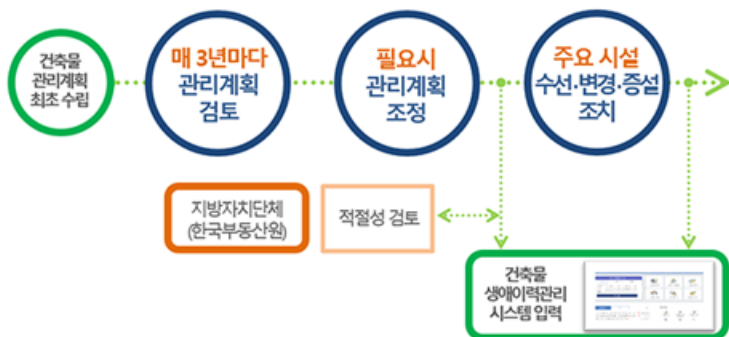 건축물
관리계획
최초 수립
매 3년마다
관리계획
검토
필요시
관리계획
조정
주요 시설
수선·변경·증설
조치
지방자치단체
(한국부동산원)
적절성 검토
건축물
생애이력관리
시스템 입력